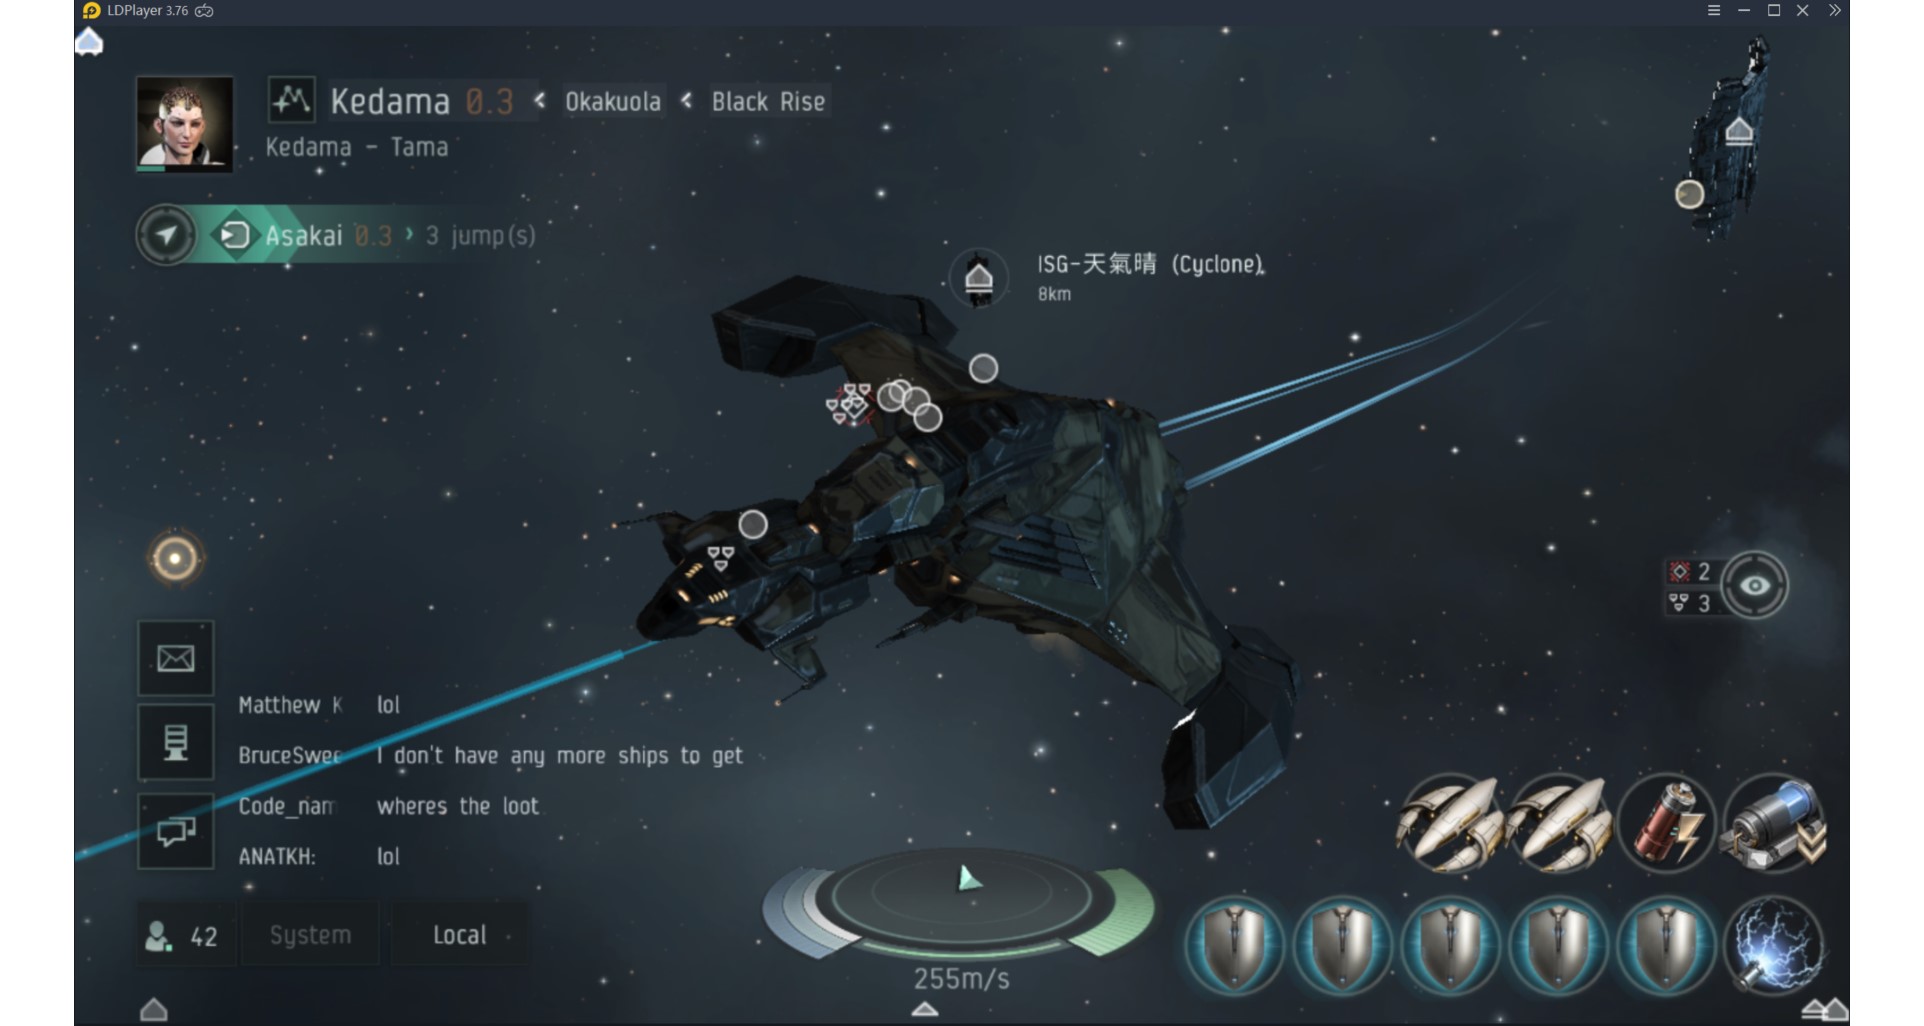 LDPlayer 3.76
Kedama 0.3 < Okakuola < Black Rise
Kedama - Tama
Asakai 0.3 › 3 jump(s)
ISG-天氣晴 (Cyclone)
8km
2
3
Matthew K lol
BruceSwee I don't have any more ships to get
Code_nam wheres the loot
ANATKH: lol
42 System Local
255m/s